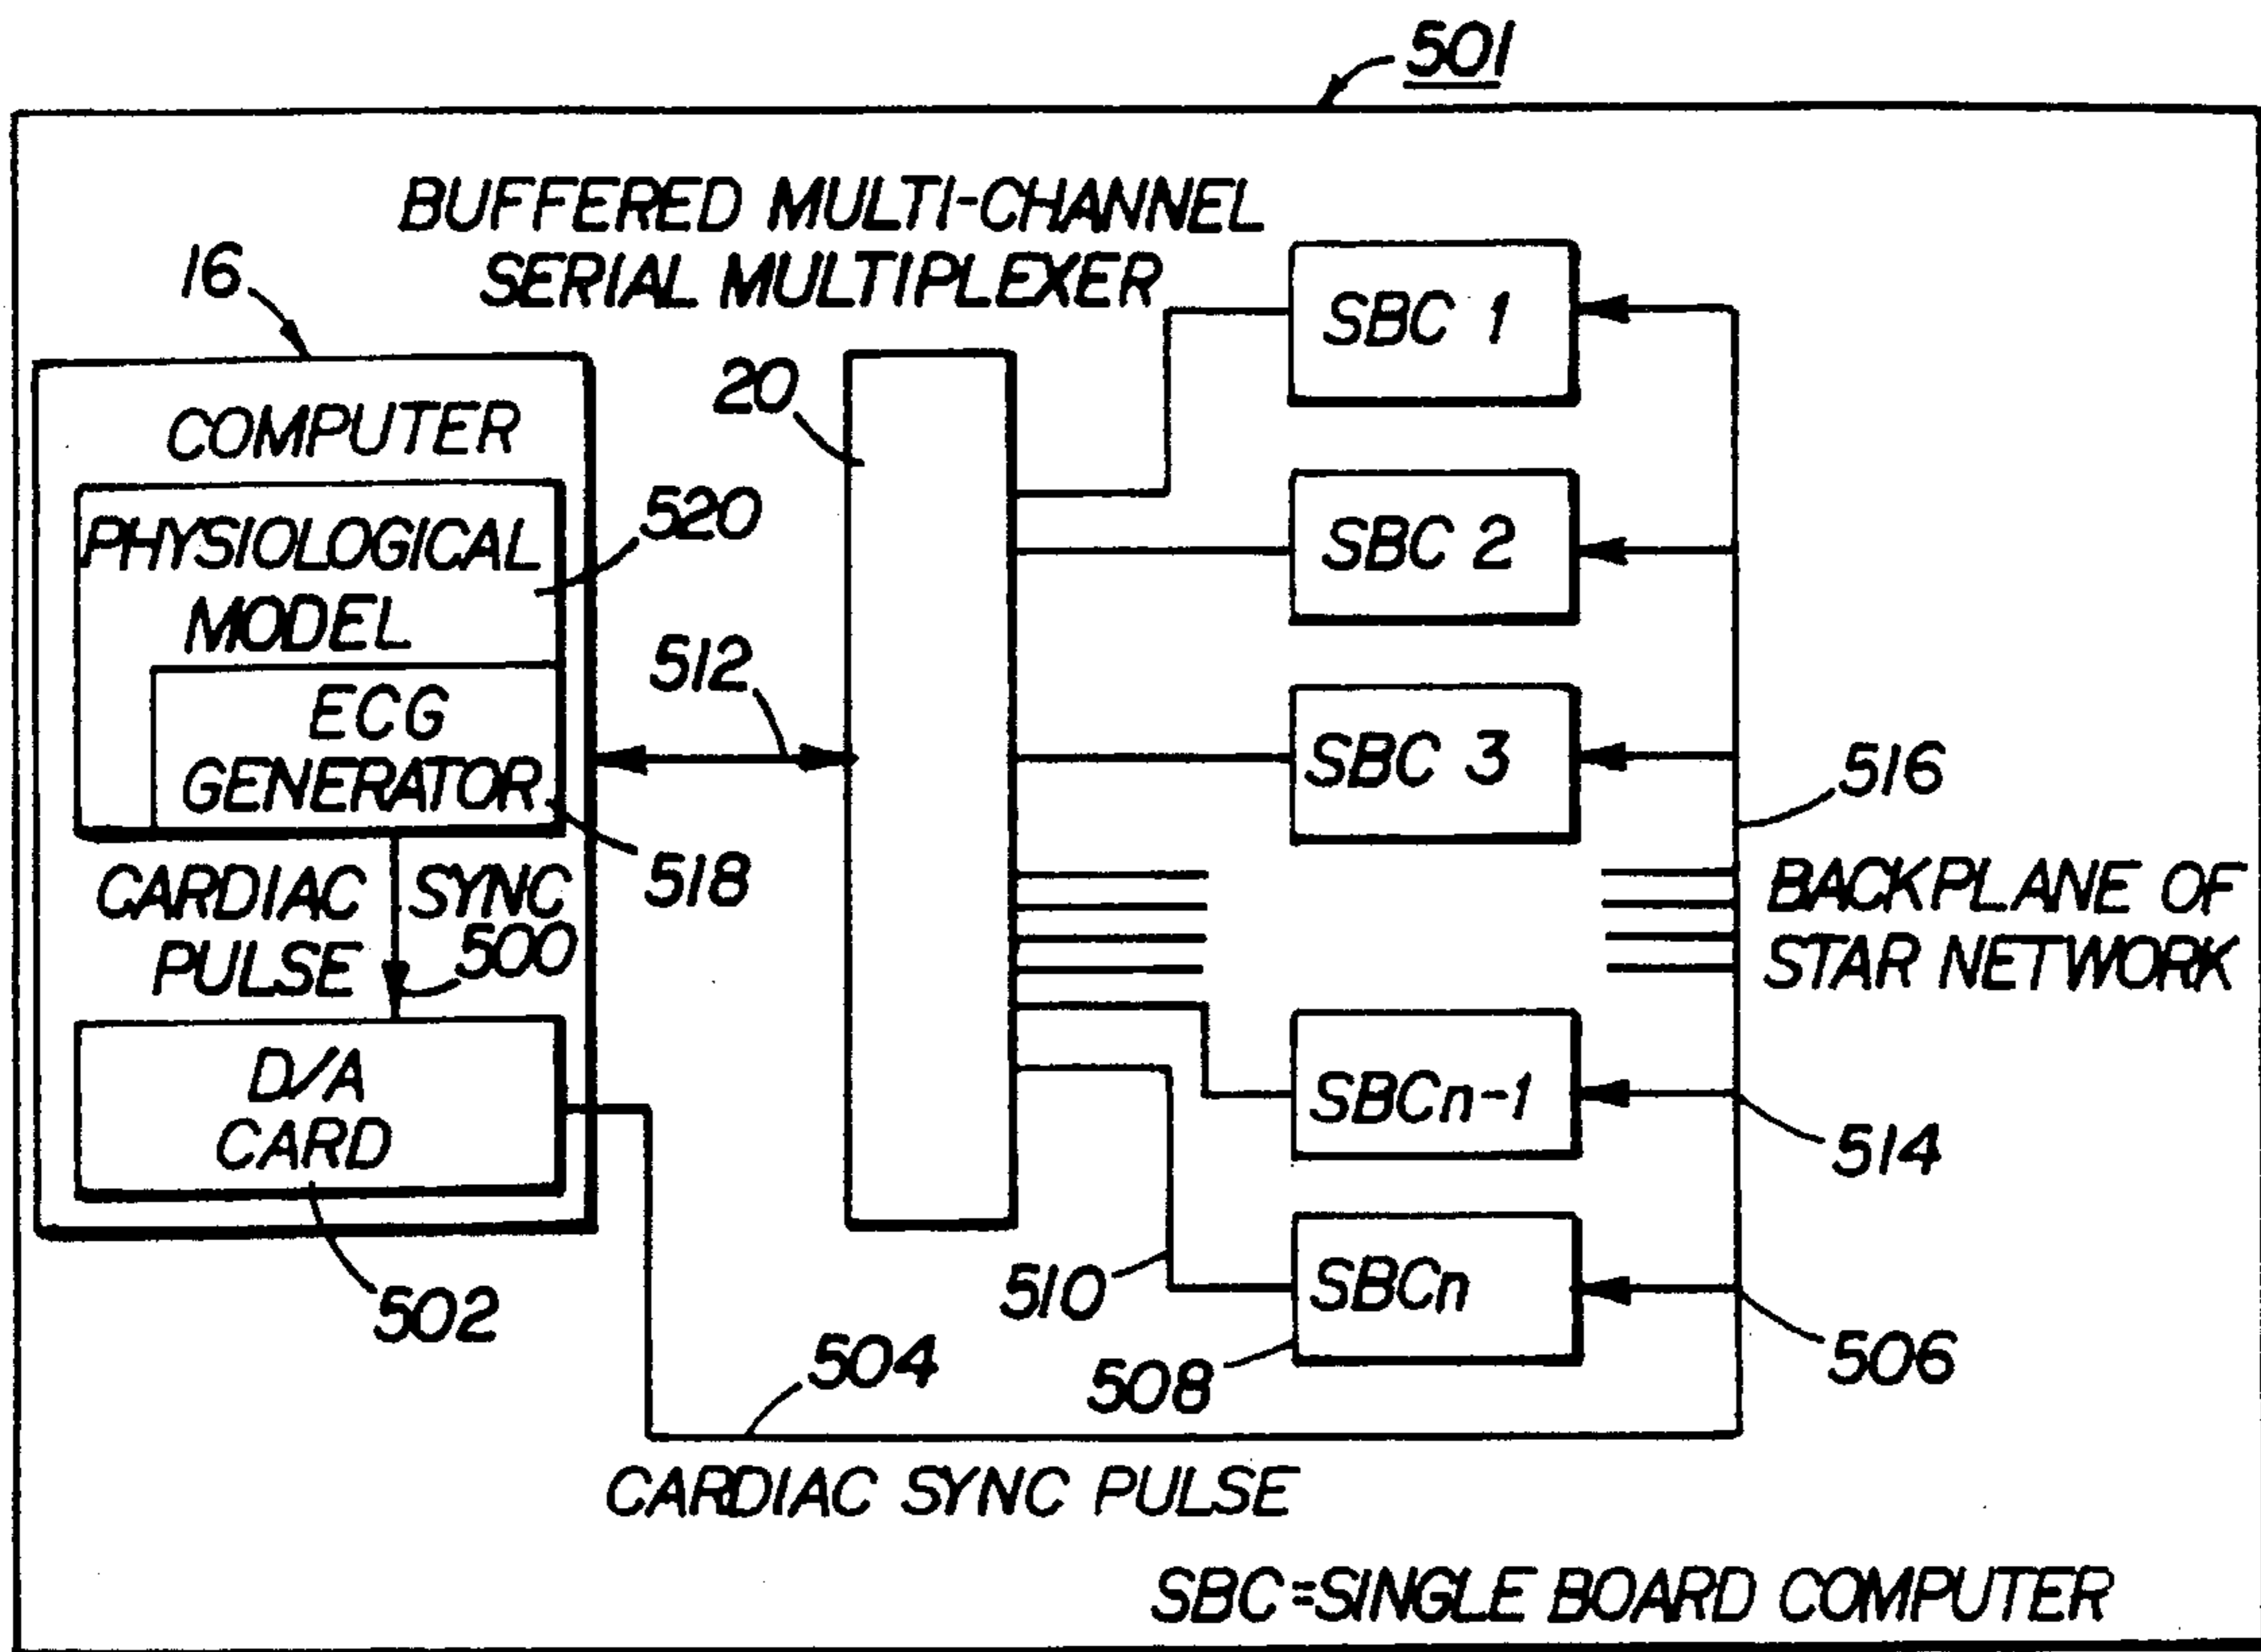 501
BUFFERED MULTI-CHANNEL
SERIAL MULTIPLEXER
16
COMPUTER
PHYSIOLOGICAL
MODEL
520
ECG
GENERATOR
518
CARDIAC SYNC
PULSE 500
D/A
CARD
502
20
512
SBC 1
SBC 2
SBC 3
SBCn-1
SBCn
516
BACKPLANE OF
STAR NETWORK
514
506
510
508
504
CARDIAC SYNC PULSE
SBC=SINGLE BOARD COMPUTER